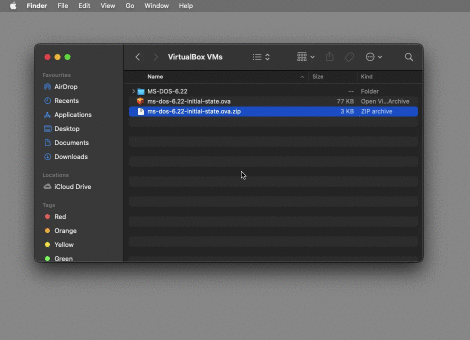 Finder File Edit View Go Window Help
VirtualBox VMs
Favourites
AirDrop
Recents
Applications
Desktop
Documents
Downloads
Locations
iCloud Drive
Tags
Red
Orange
Yellow
Green
Name Size Kind
MS-DOS-6.22 -- Folder
ms-dos-6.22-initial-state.ova 77 KB Open Vi...Archive
ms-dos-6.22-initial-state.ova.zip 3 KB ZIP archive